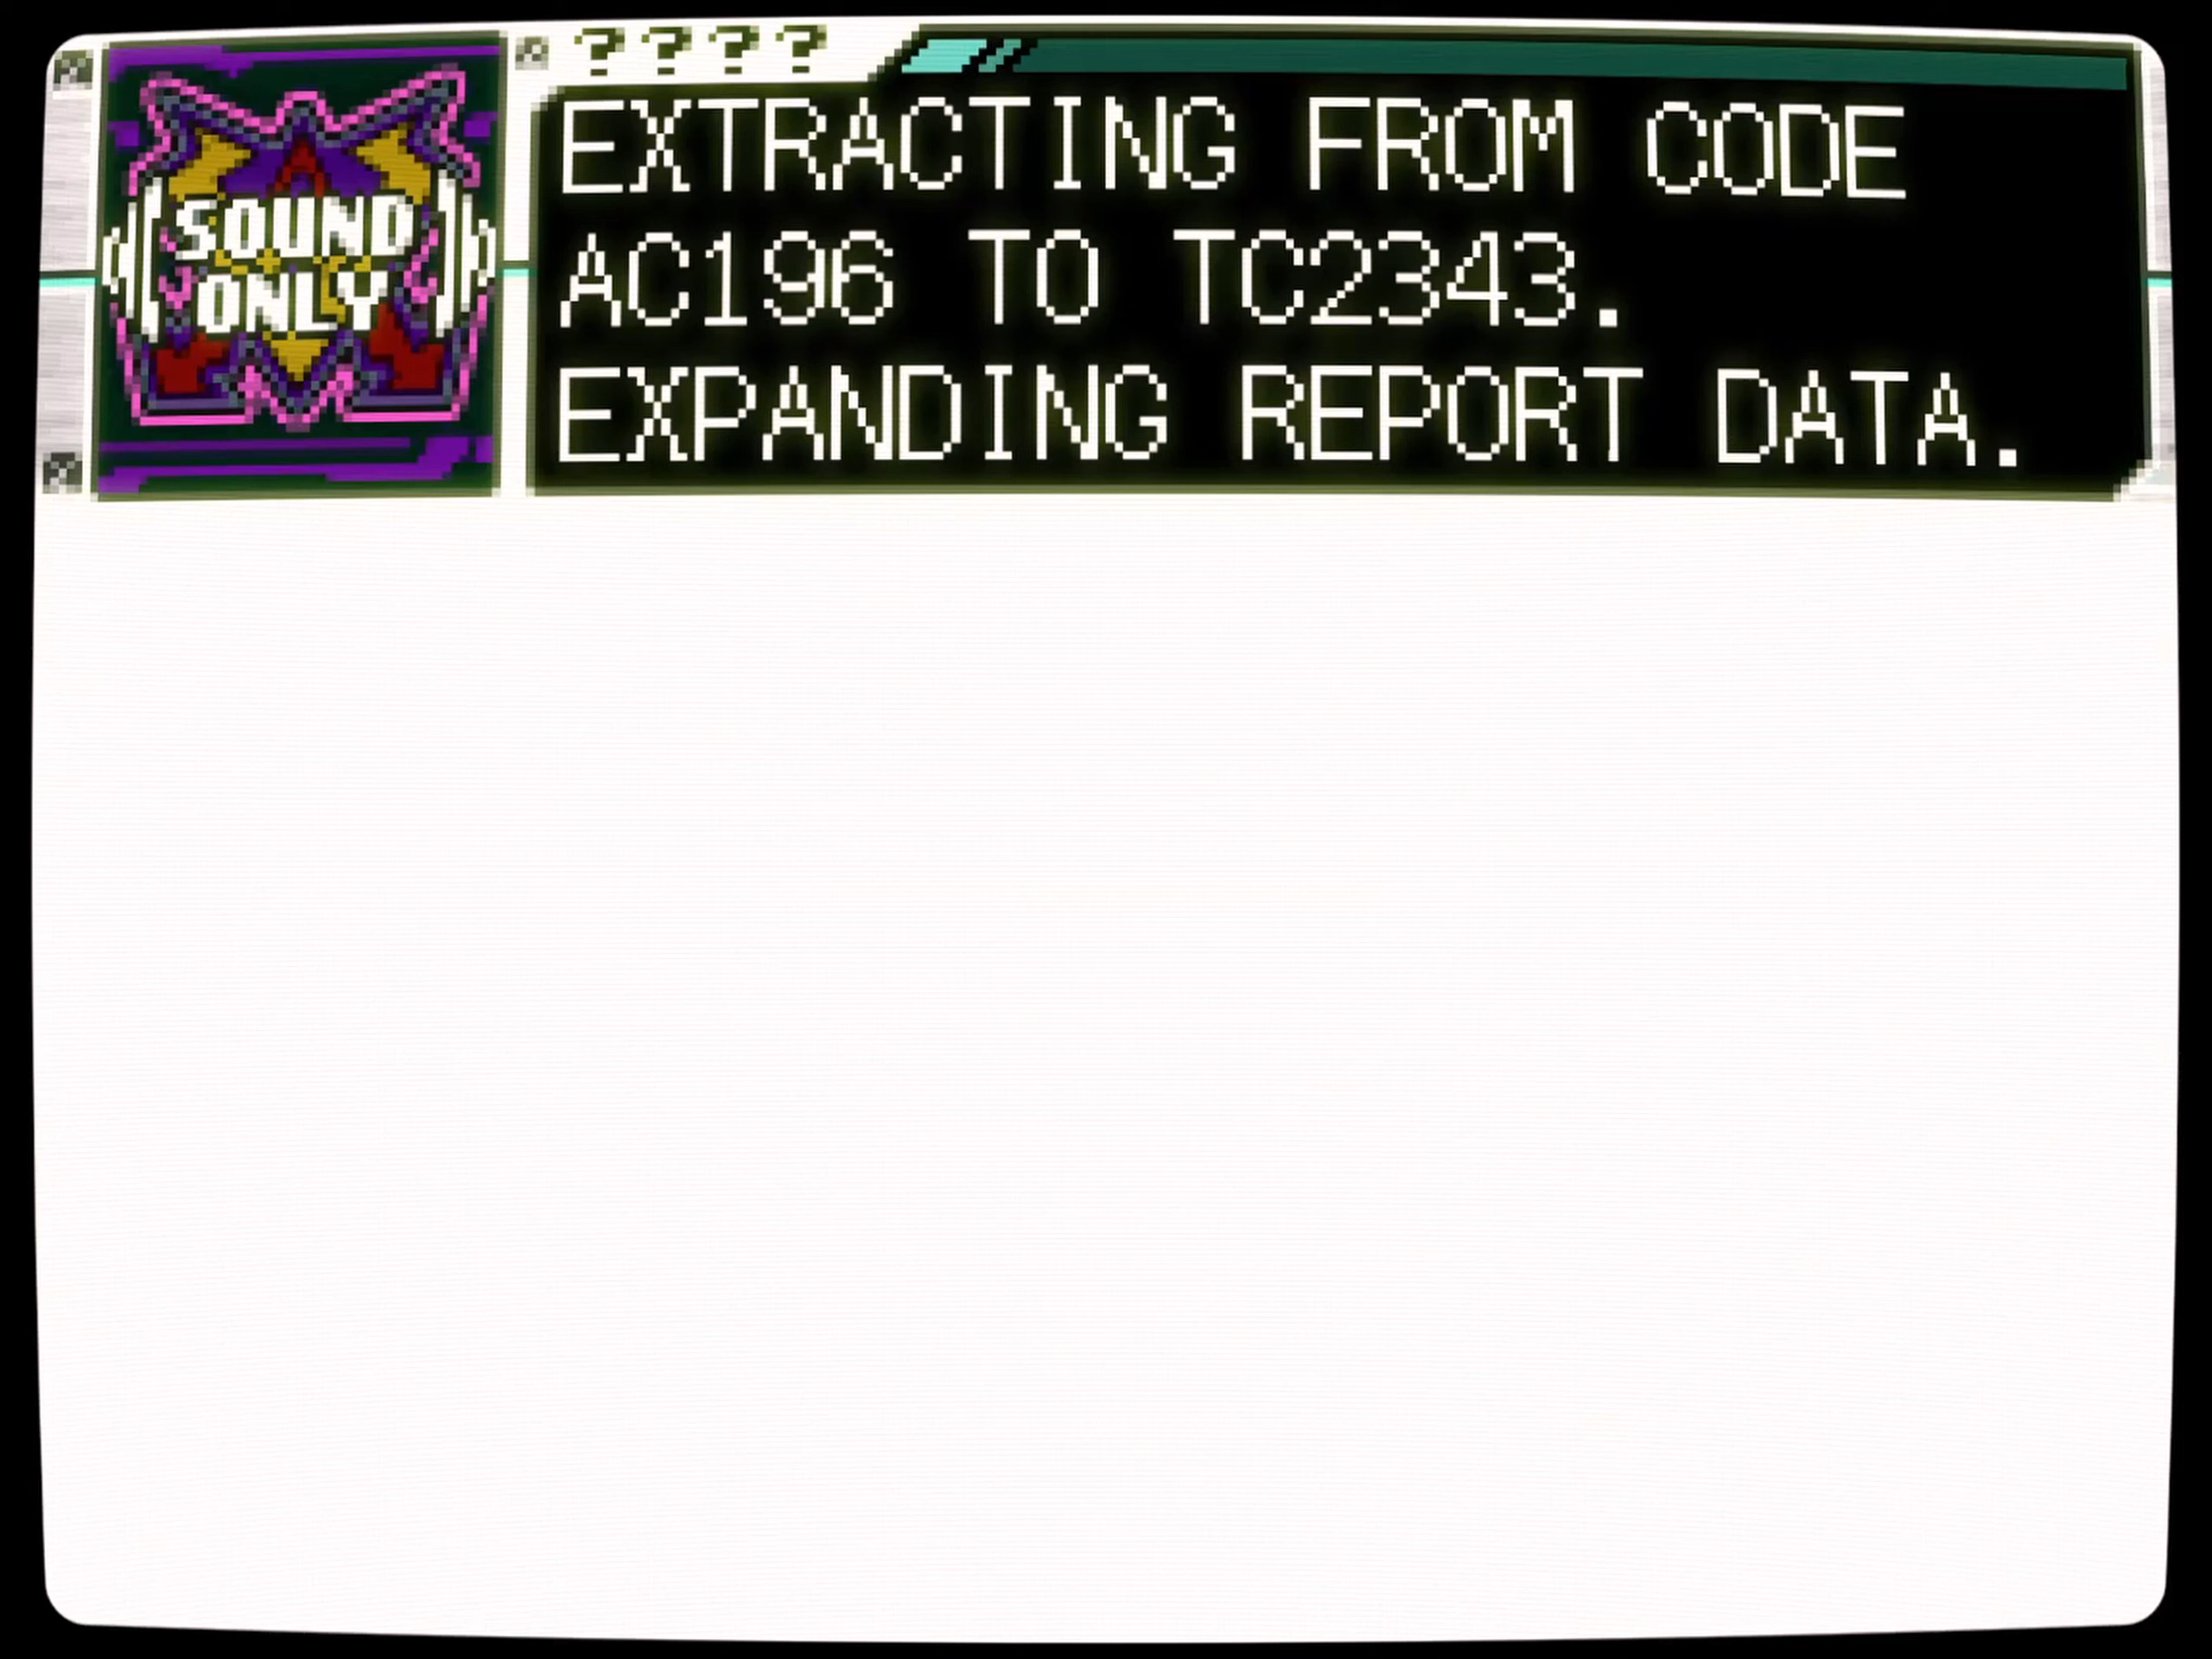 SOUND
ONLY
????
EXTRACTING FROM CODE
AC196 TO TC2343.
EXPANDING REPORT DATA.